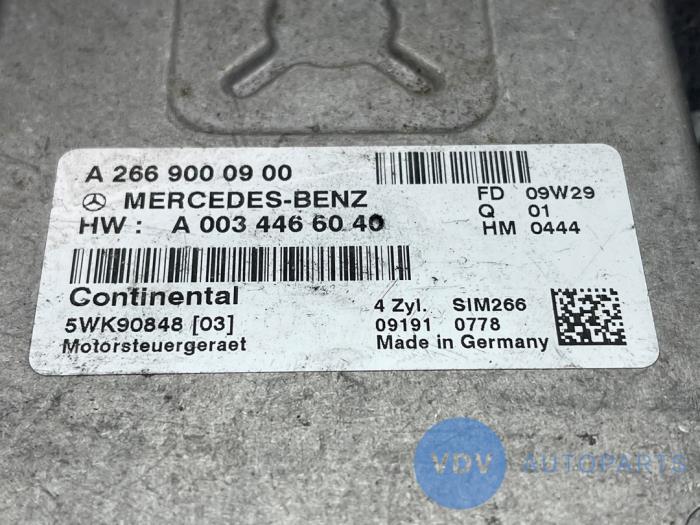 A 266 900 09 00
MERCEDES-BENZ
HW : A 003 446 60 40
FD 09W29
Q 01
HM 0444
Continental
5WK90848 [03]
Motorsteuergeraet
4 Zyl. SIM266
09191 0778
Made in Germany
VDV AUTOPARTS